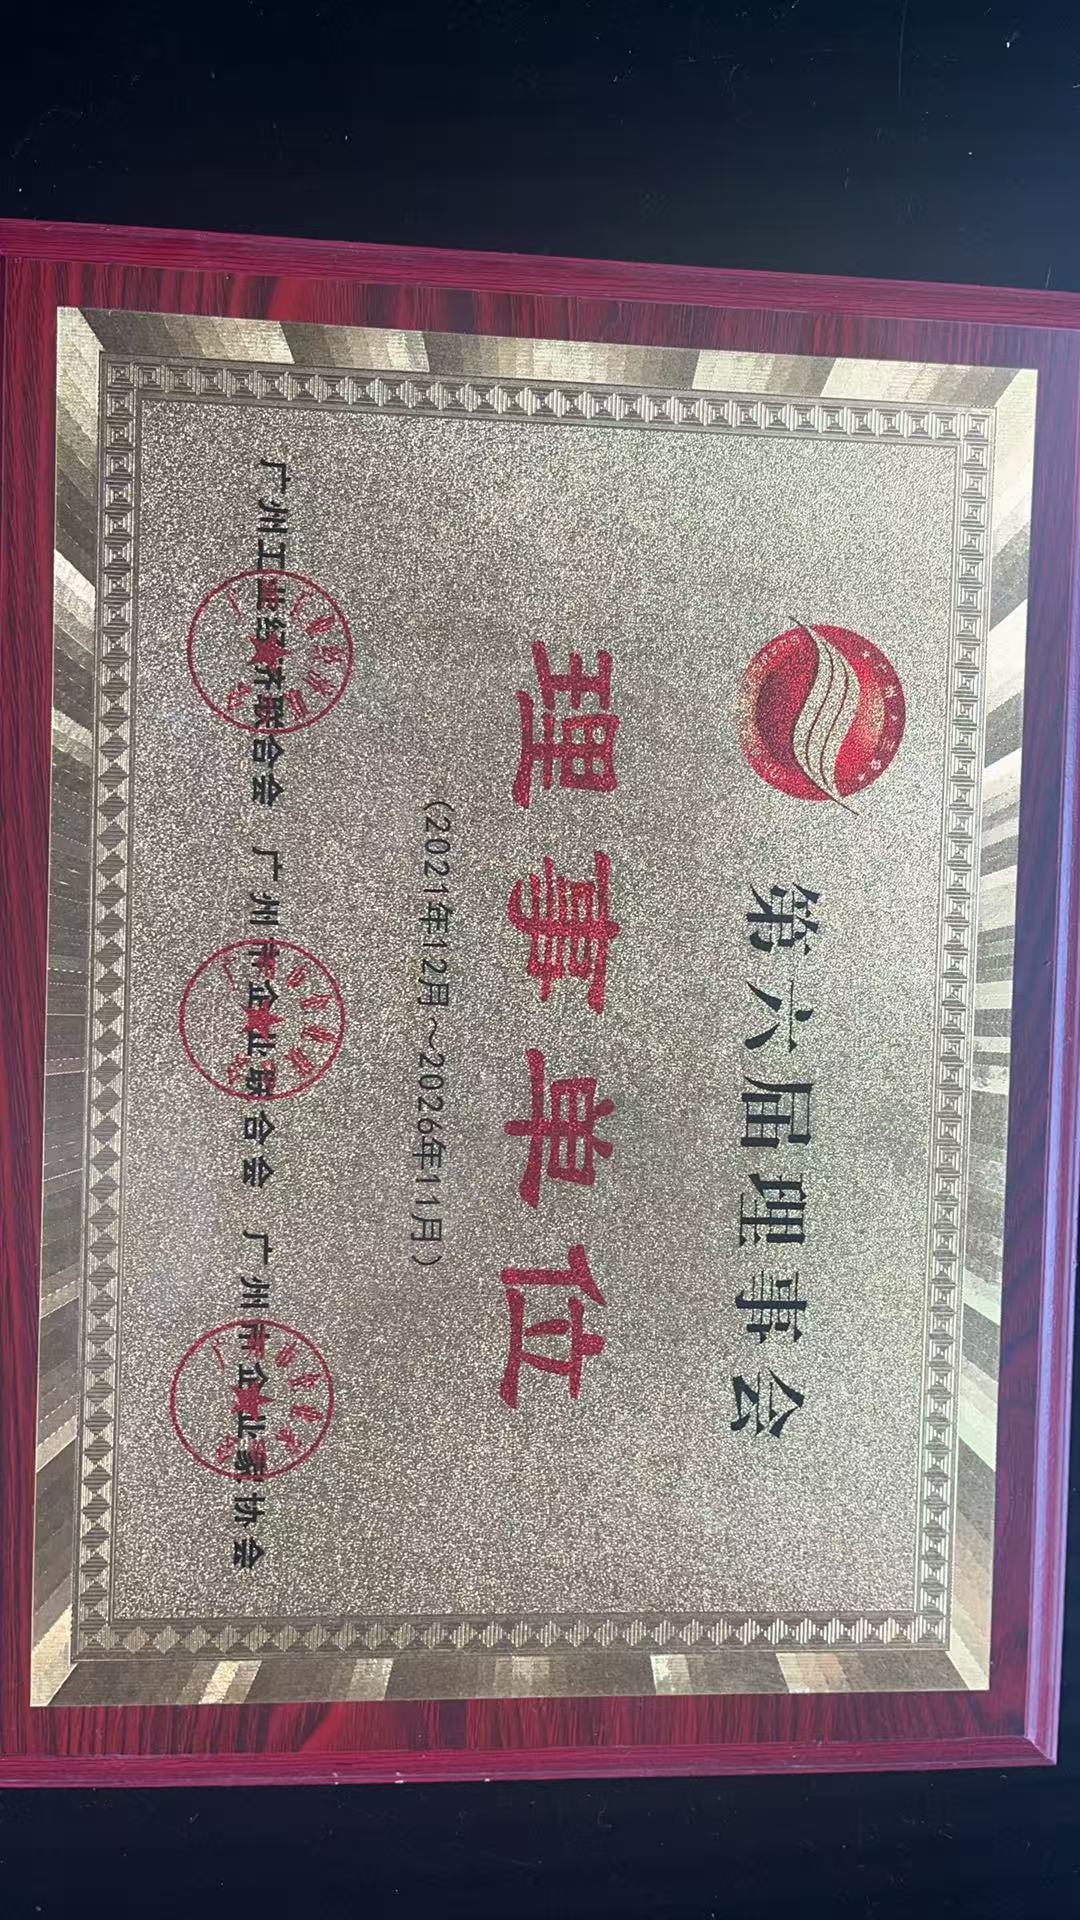 第六届理事会
理事单位
（2021年12月～2026年11月）
广州工业经济联合会 广州市企业联合会 广州市企业家协会